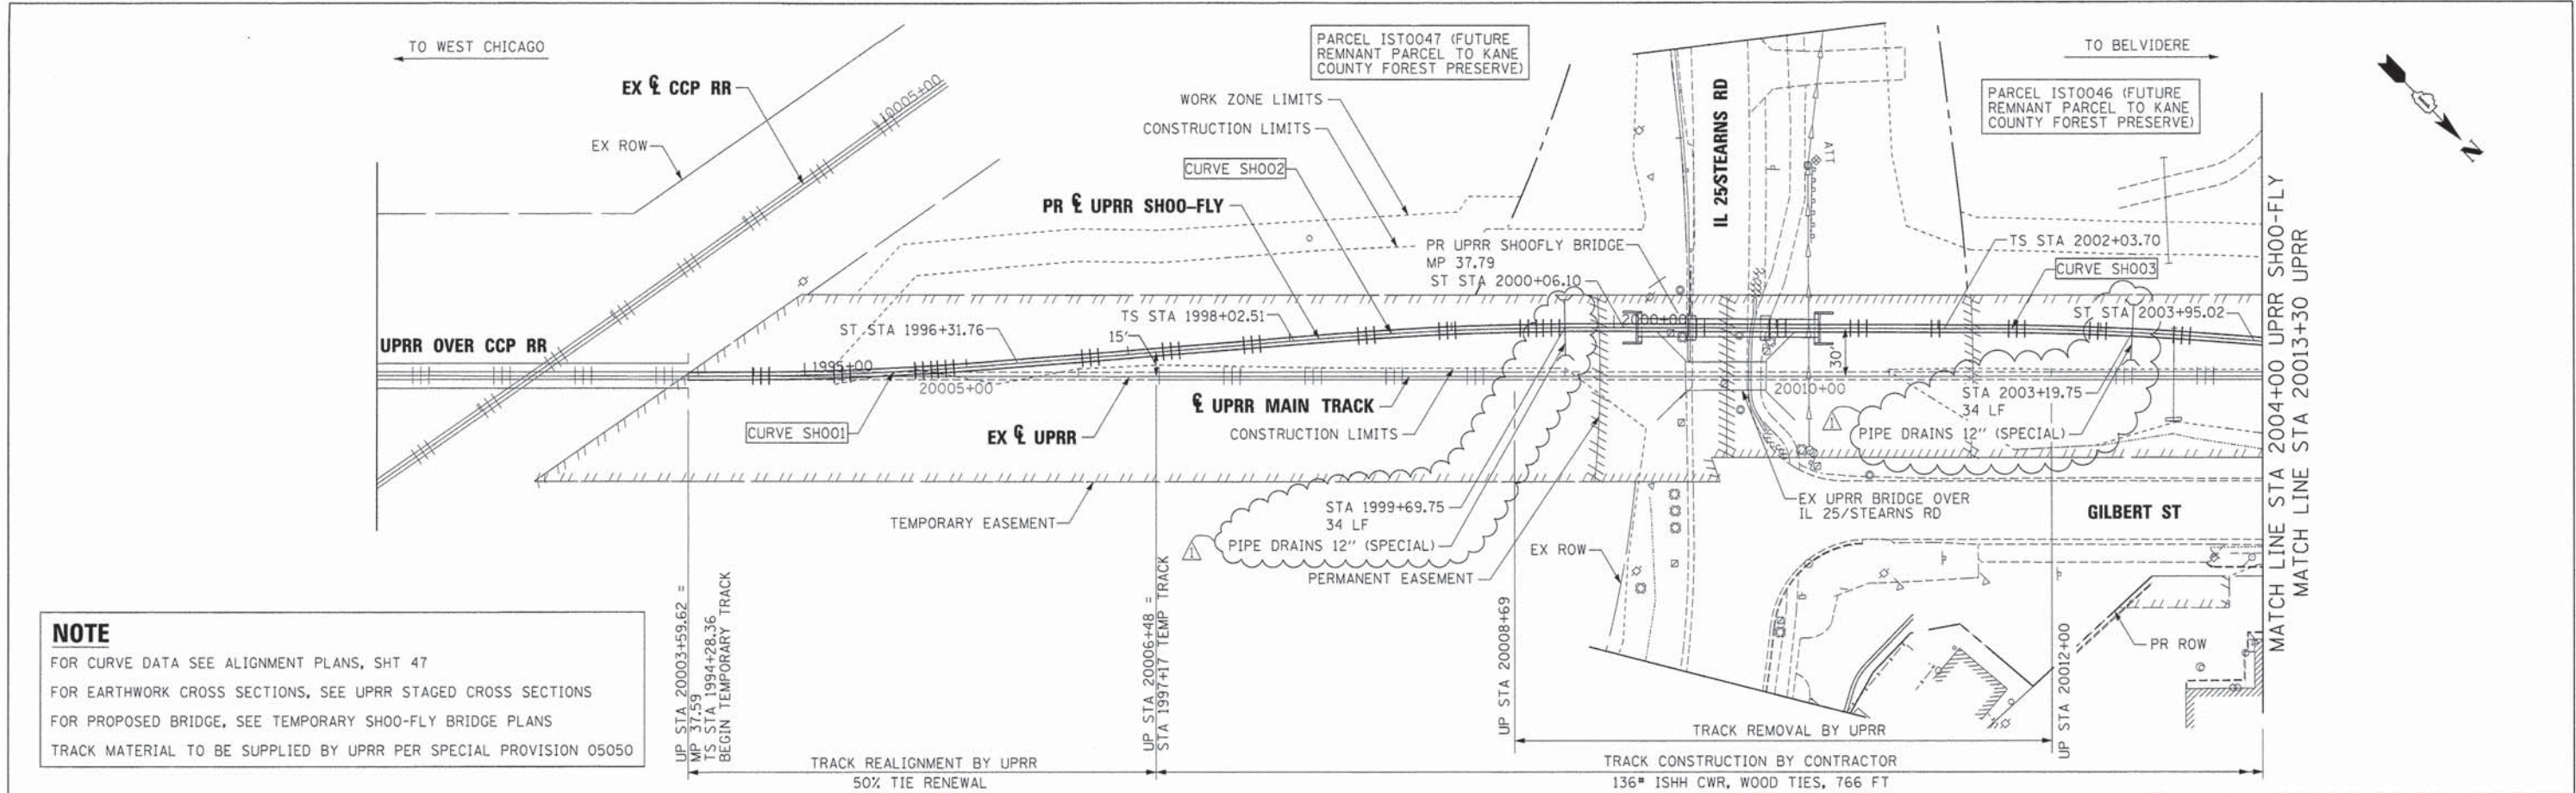 TO WEST CHICAGO
EX ℄ CCP RR
EX ROW
10005+00
WORK ZONE LIMITS
CONSTRUCTION LIMITS
CURVE SH002
PR ℄ UPRR SHOO-FLY
PARCEL 1ST0047 (FUTURE
REMNANT PARCEL TO KANE
COUNTY FOREST PRESERVE)
IL 25/STEARNS RD
ATT
TO BELVIDERE
PARCEL 1ST0046 (FUTURE
REMNANT PARCEL TO KANE
COUNTY FOREST PRESERVE)
N
PR UPRR SHOOFLY BRIDGE
MP 37.79
ST STA 2000+06.10
TS STA 2002+03.70
CURVE SH003
ST STA 2003+95.02
UPRR OVER CCP RR
ST STA 1996+31.76
TS STA 1998+02.51
15'
2000+00
30'
1995+00
20005+00
20010+00
CURVE SH001
EX ℄ UPRR
℄ UPRR MAIN TRACK
CONSTRUCTION LIMITS
STA 2003+19.75
34 LF
1
PIPE DRAINS 12" (SPECIAL)
TEMPORARY EASEMENT
STA 1999+69.75
34 LF
1
PIPE DRAINS 12" (SPECIAL)
PERMANENT EASEMENT
EX ROW
EX UPRR BRIDGE OVER
IL 25/STEARNS RD
GILBERT ST
PR ROW
MATCH LINE STA 2004+00 UPRR SHOO-FLY
MATCH LINE STA 20013+30 UPRR
NOTE
FOR CURVE DATA SEE ALIGNMENT PLANS, SHT 47
FOR EARTHWORK CROSS SECTIONS, SEE UPRR STAGED CROSS SECTIONS
FOR PROPOSED BRIDGE, SEE TEMPORARY SHOO-FLY BRIDGE PLANS
TRACK MATERIAL TO BE SUPPLIED BY UPRR PER SPECIAL PROVISION 05050
UP STA 20003+59.62 =
MP 37.59
TS STA 1994+28.36
BEGIN TEMPORARY TRACK
UP STA 20006+48 =
STA 1997+17 TEMP TRACK
UP STA 20008+69
UP STA 20012+00
TRACK REMOVAL BY UPRR
TRACK REALIGNMENT BY UPRR
50% TIE RENEWAL
TRACK CONSTRUCTION BY CONTRACTOR
136# ISHH CWR, WOOD TIES, 766 FT